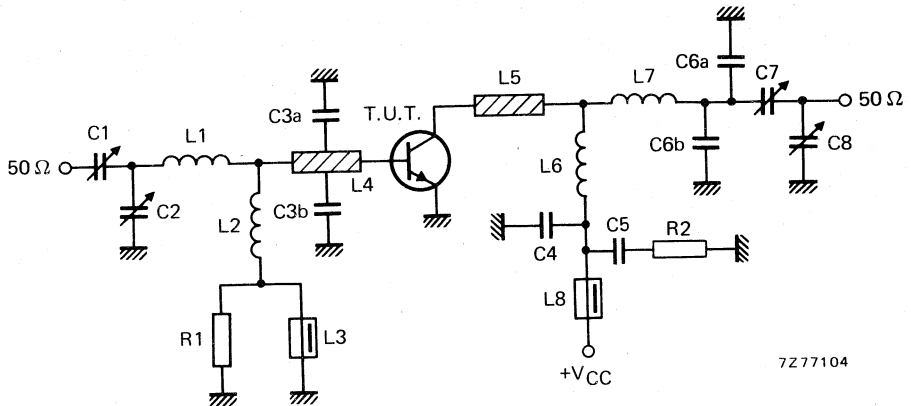 C6a
C7
50 Ω
L5
L7
C3a
T.U.T.
C1
L1
C8
C6b
50 Ω
L6
L4
C2
C3b
L2
C5
R2
C4
L8
R1
L3
+VCC
7Z77104